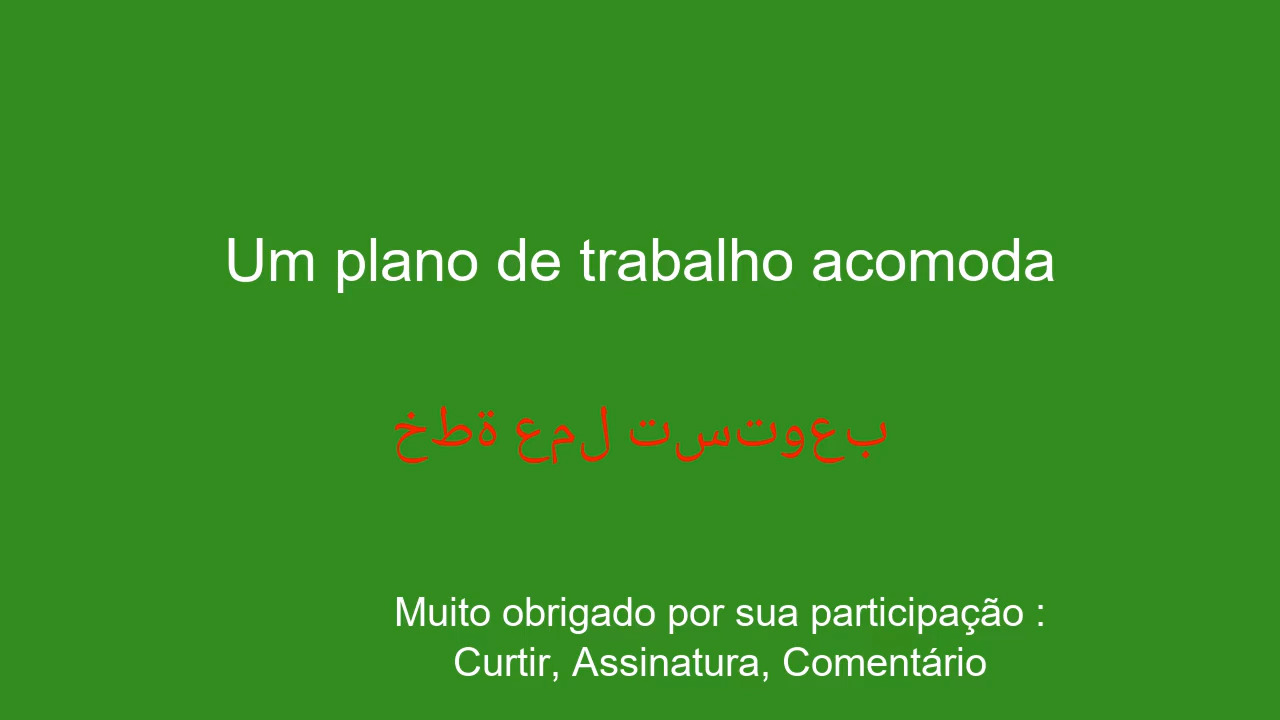 Um plano de trabalho acomoda
خطة عمل تستوعب
Muito obrigado por sua participação :
Curtir, Assinatura, Comentário